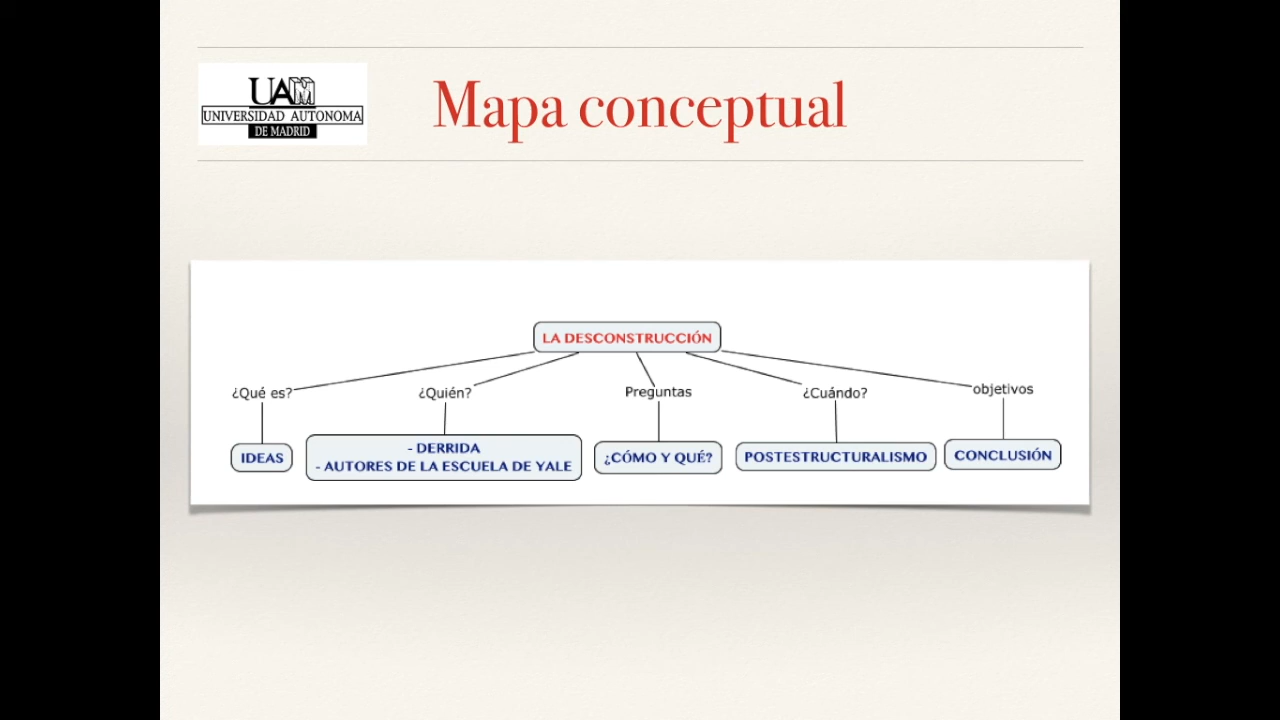 UAM
UNIVERSIDAD AUTONOMA
DE MADRID
Mapa conceptual
LA DESCONSTRUCCIÓN
¿Qué es?
¿Quién?
Preguntas
¿Cuándo?
objetivos
IDEAS
- DERRIDA
- AUTORES DE LA ESCUELA DE YALE
¿CÓMO Y QUÉ?
POSTESTRUCTURALISMO
CONCLUSIÓN